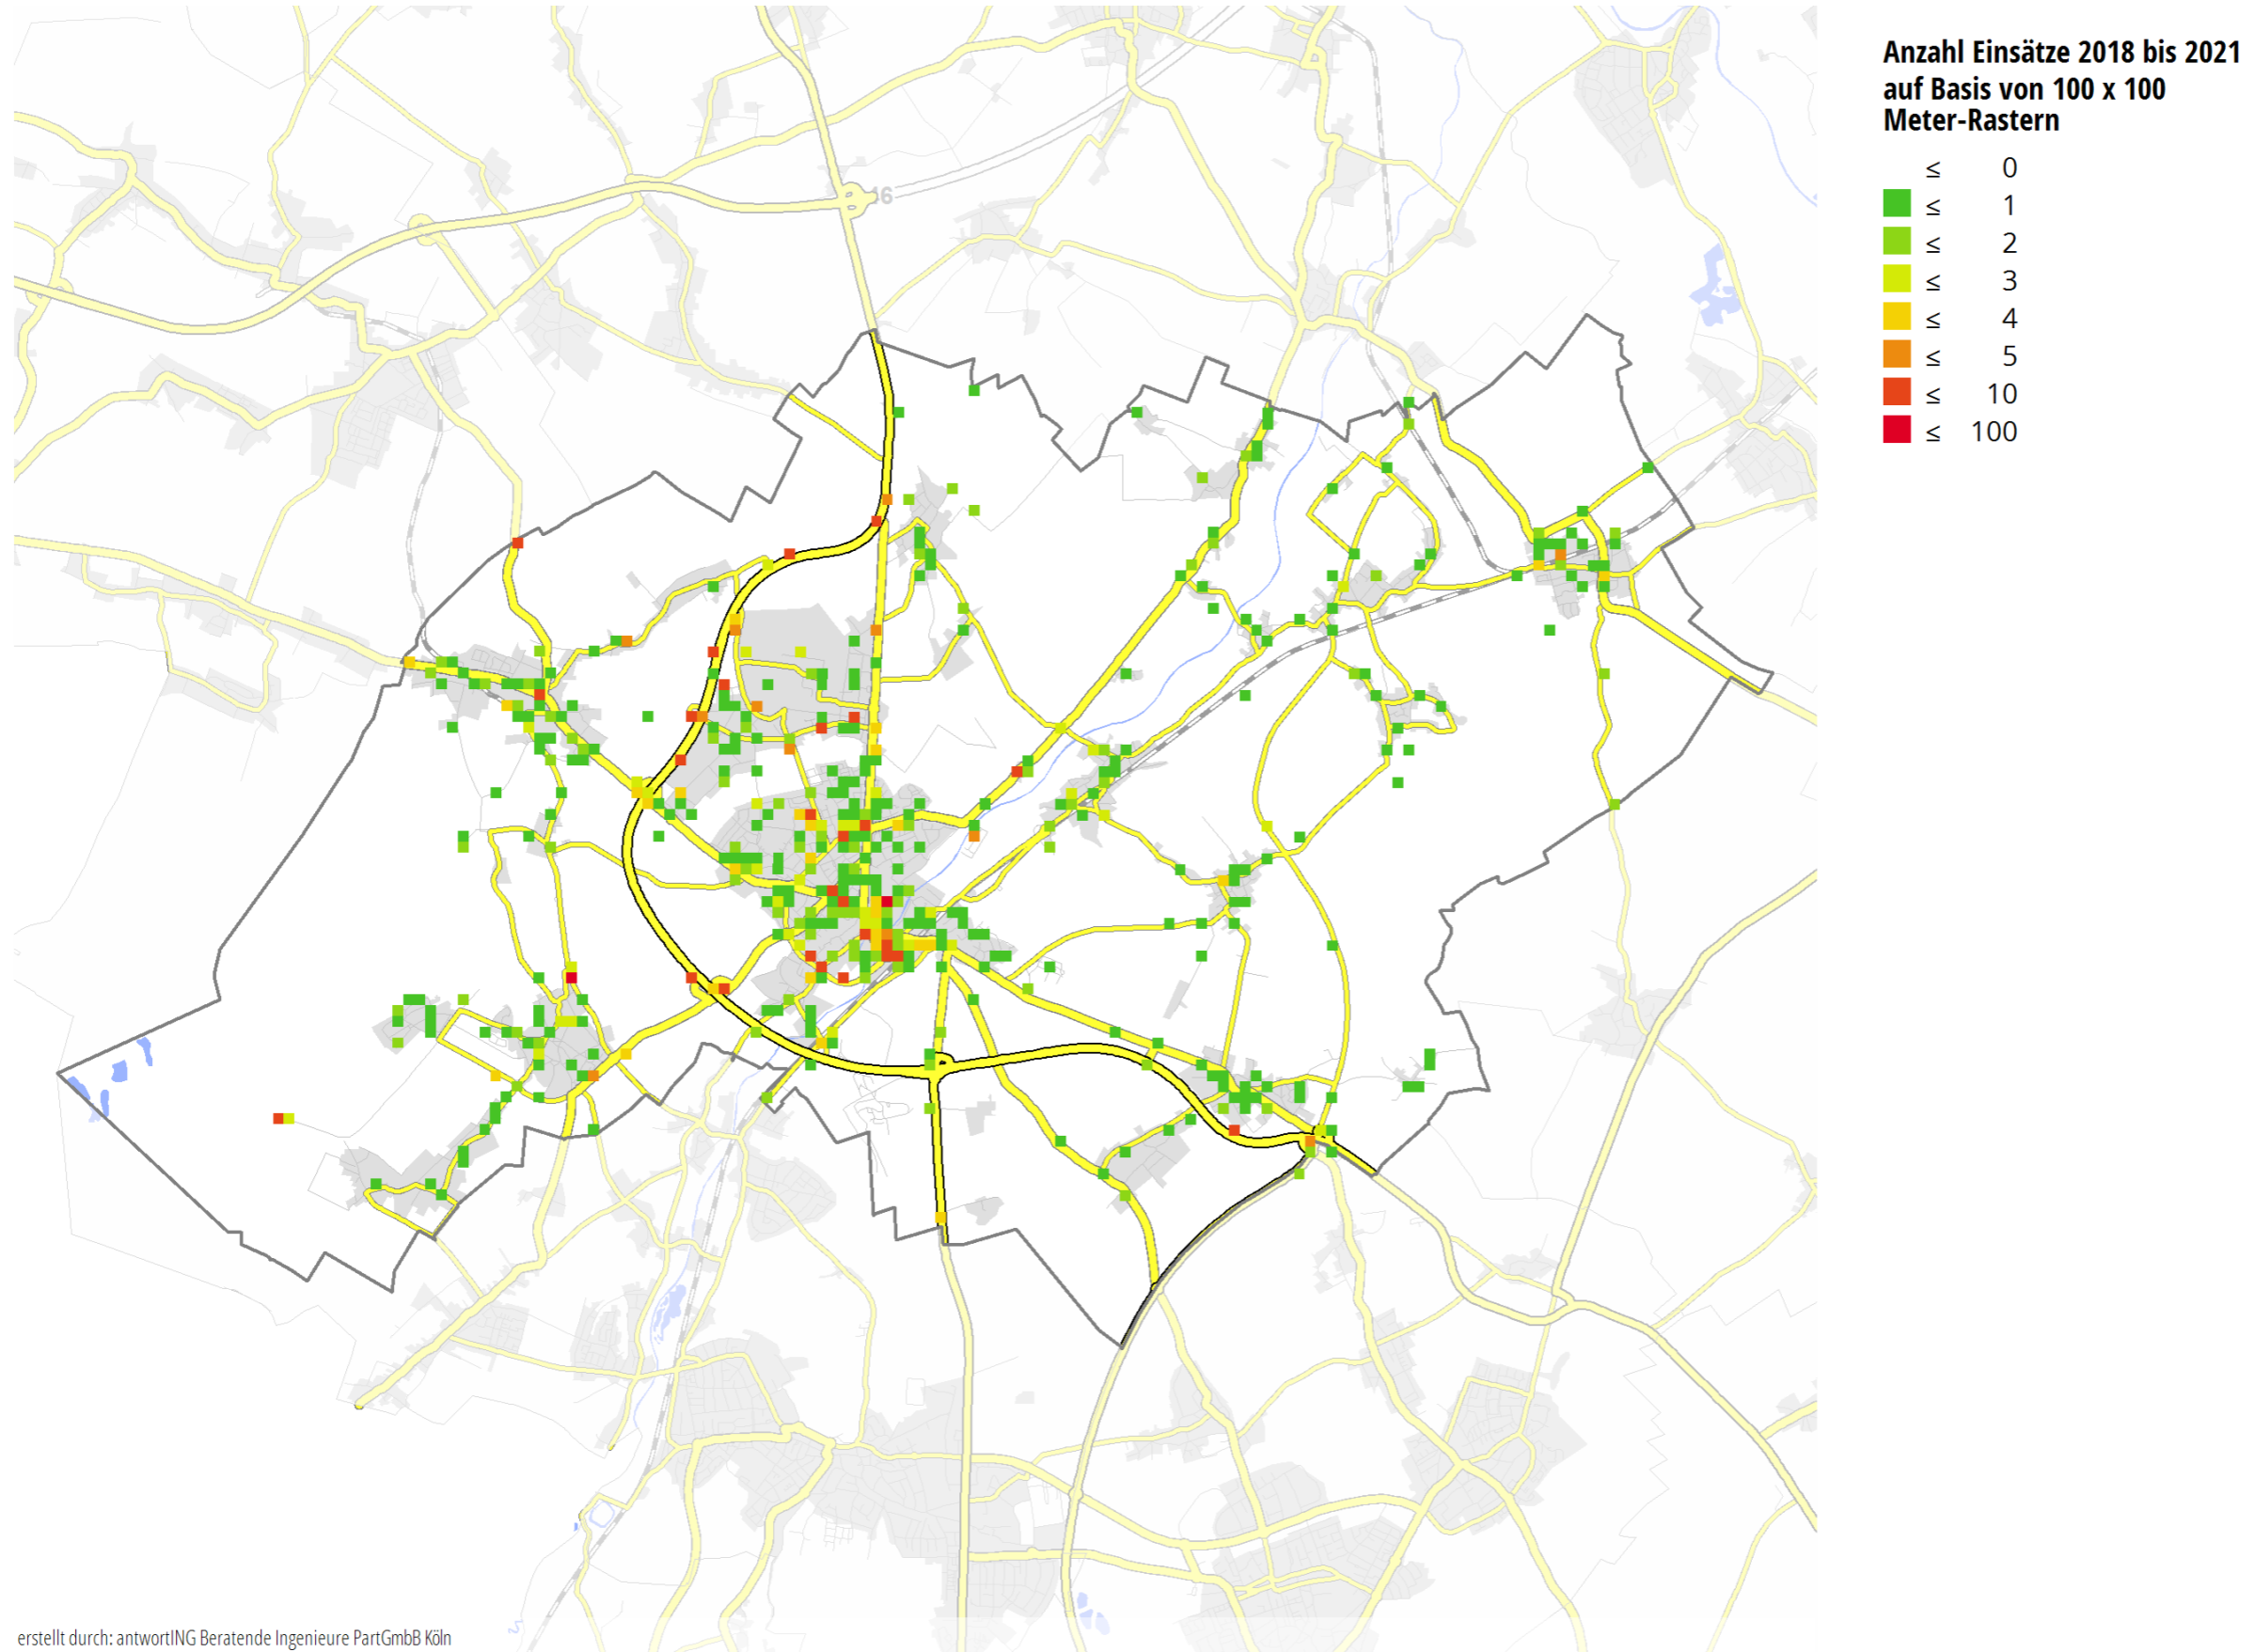 Anzahl Einsätze 2018 bis 2021
auf Basis von 100 x 100
Meter-Rastern
≤ 0
≤ 1
≤ 2
≤ 3
≤ 4
≤ 5
≤ 10
≤ 100
erstellt durch: antwortING Beratende Ingenieure PartGmbB Köln